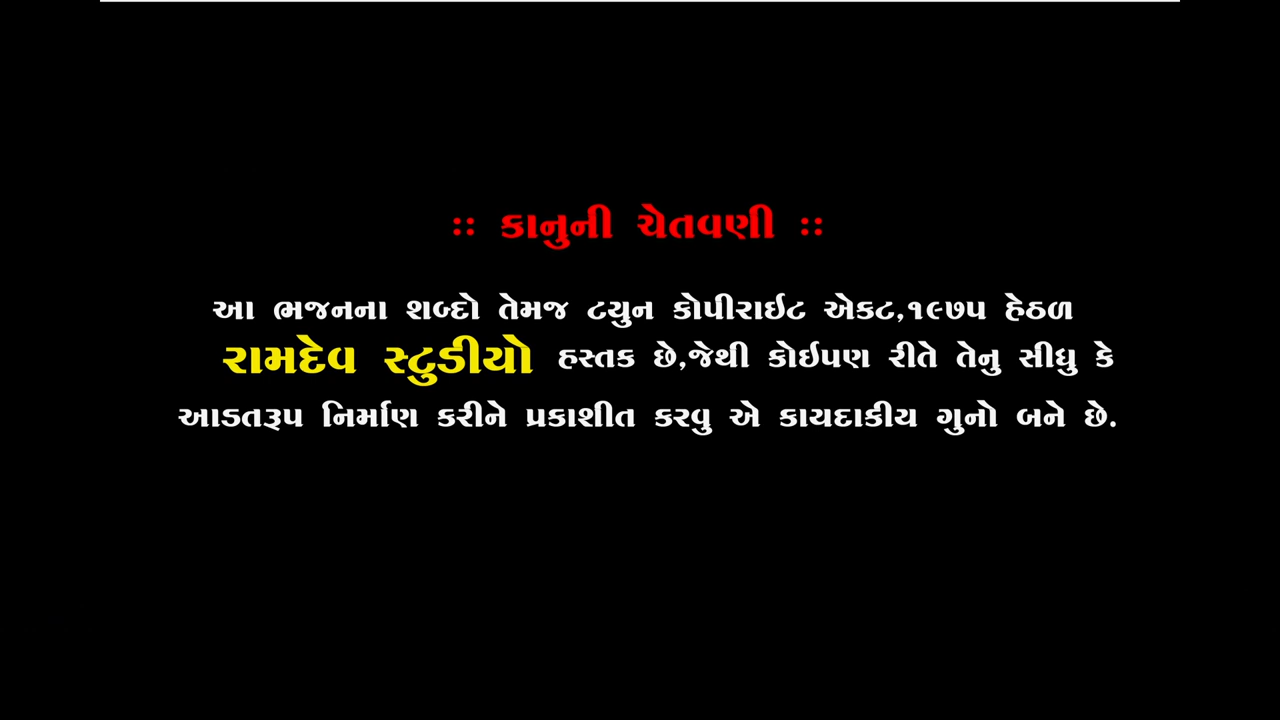 :: કાનુની ચેતવણી ::
આ ભજનના શબ્દો તેમજ ટયુન કોપીરાઈટ એકટ,૧૯૭૫ હેઠળ
રામદેવ સ્ટુડીયો હસ્તક છે,જેથી કોઈપણ રીતે તેનુ સીધુ કે
આડતરૂપ નિર્માણ કરીને પ્રકાશીત કરવુ એ કાયદાકીય ગુનો બને છે.